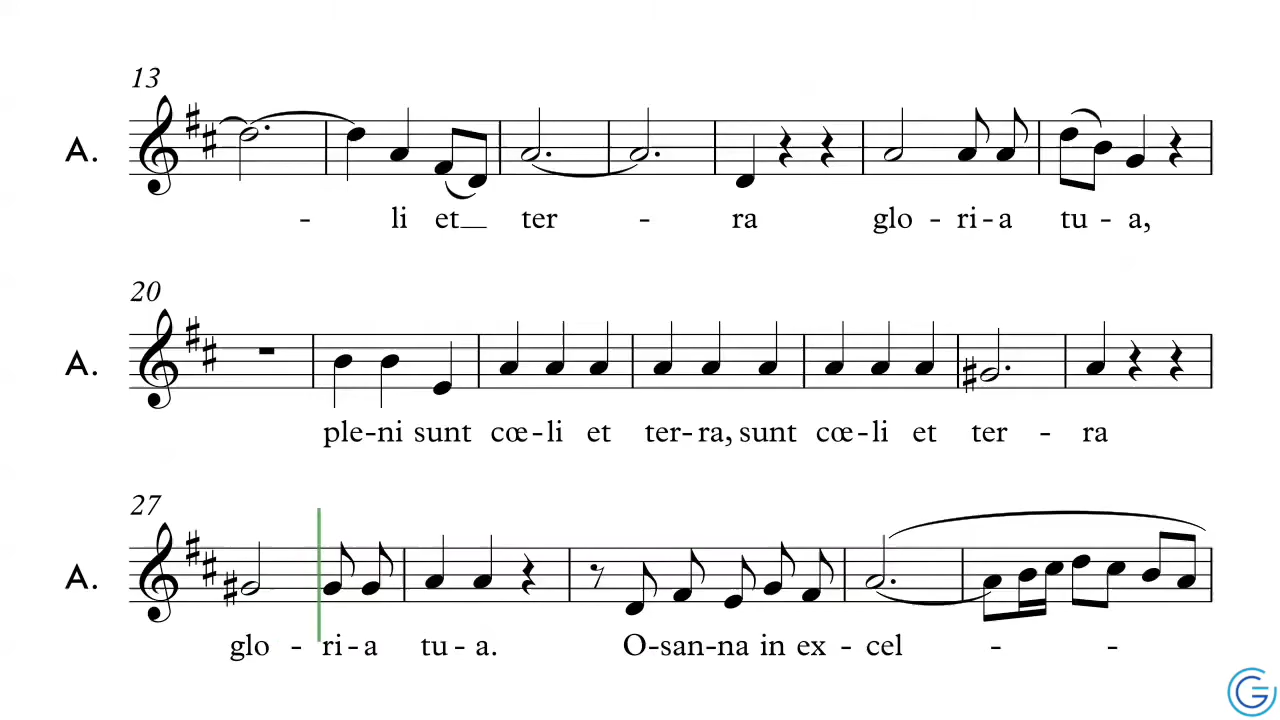 13
A.
- li et__ ter - ra glo - ri - a tu - a,
20
A.
ple-ni sunt cœ-li et ter-ra, sunt cœ-li et ter - ra
27
A.
glo - ri-a tu - a. O-san-na in ex - cel - -
G